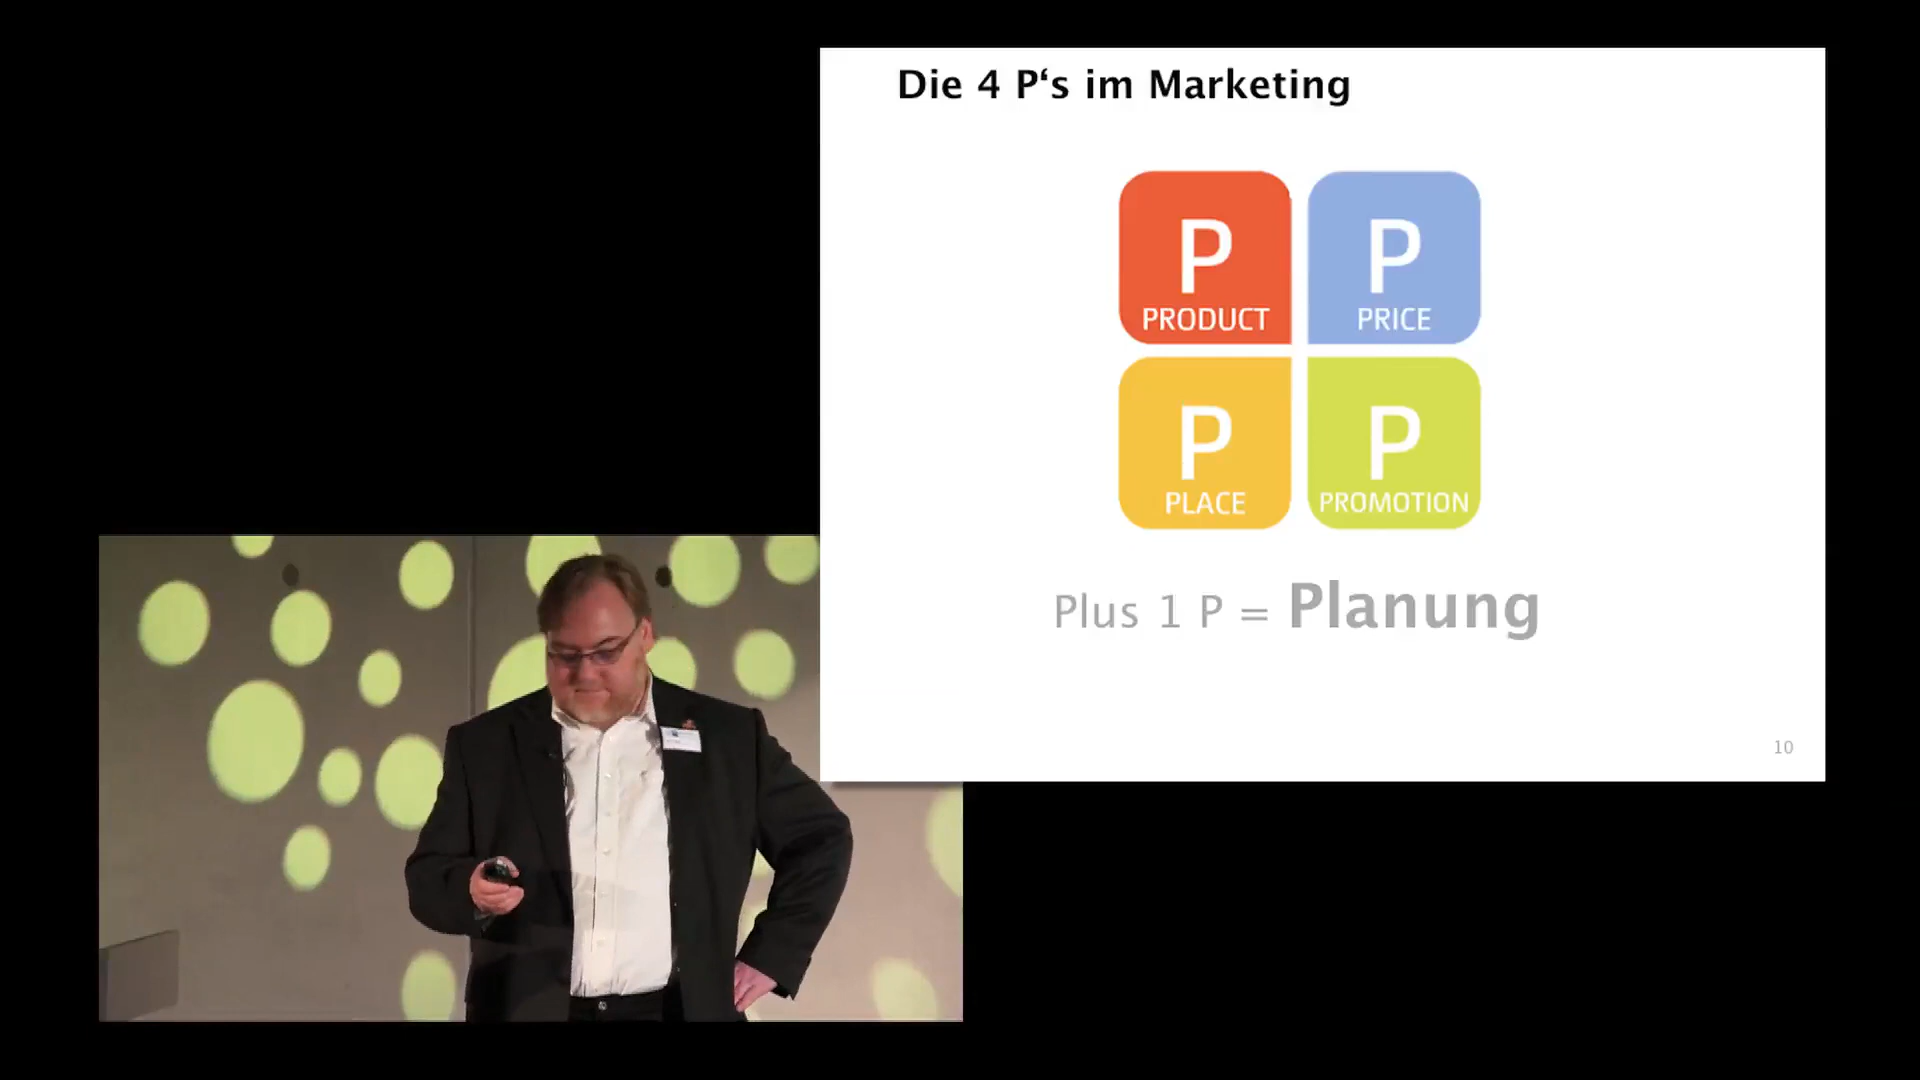 Die 4 P‘s im Marketing
P
PRODUCT
P
PRICE
P
PLACE
P
PROMOTION
Plus 1 P = Planung
10